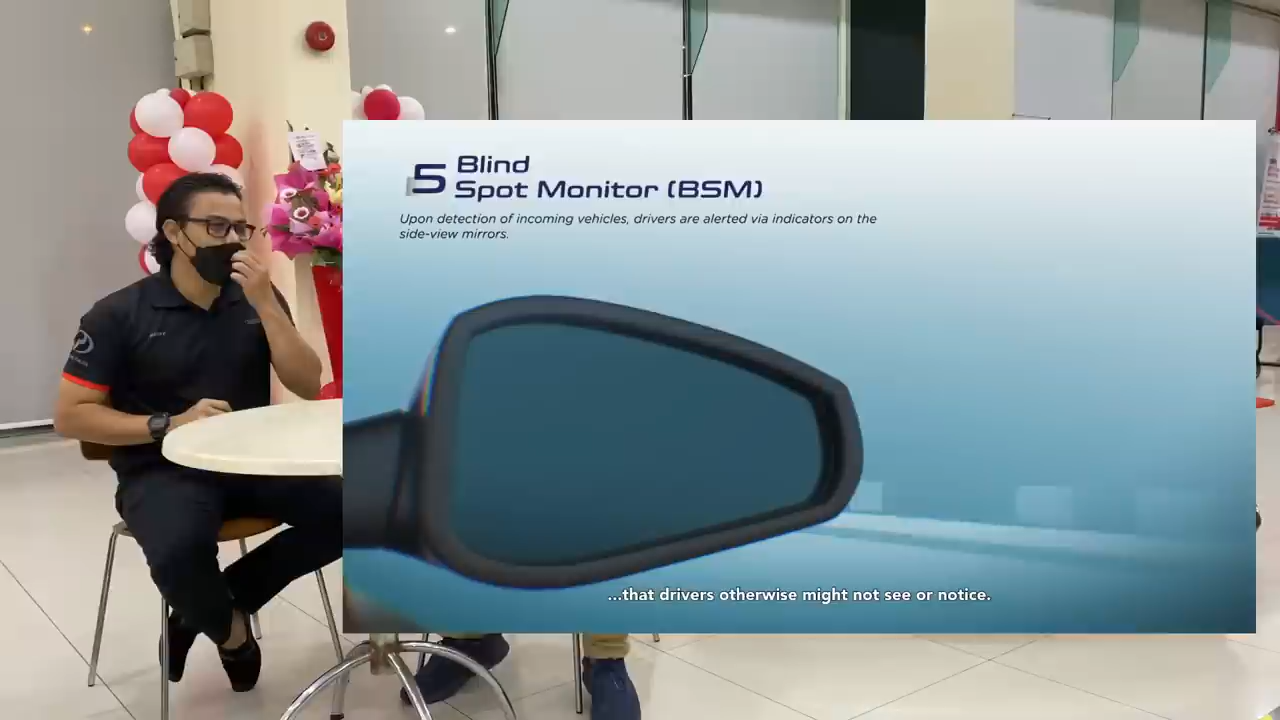 5 Blind
Spot Monitor (BSM)
Upon detection of incoming vehicles, drivers are alerted via indicators on the
side-view mirrors.
...that drivers otherwise might not see or notice.